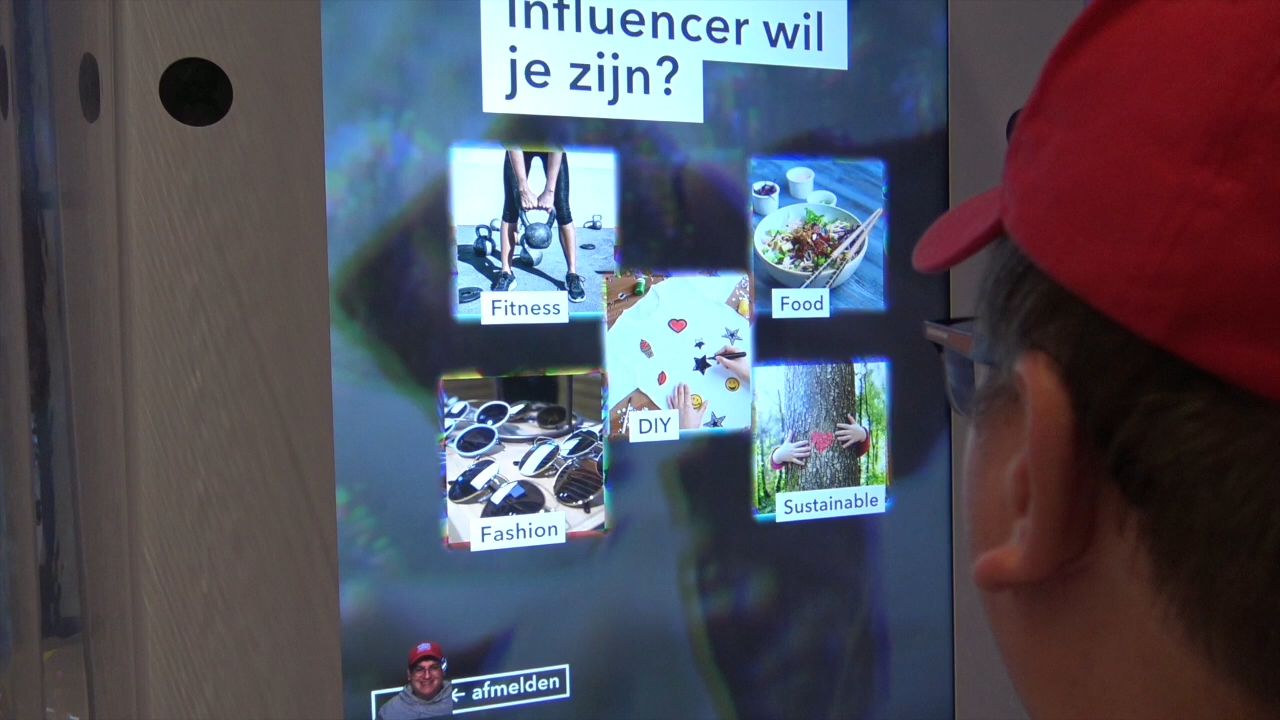 Influencer wil
je zijn?
Fitness
Food
DIY
Fashion
Sustainable
← afmelden